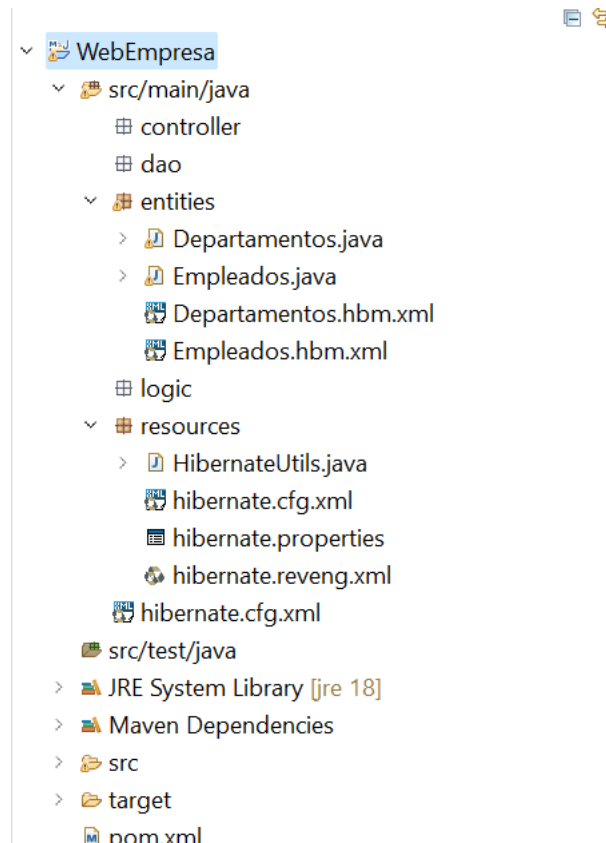 WebEmpresa
src/main/java
controller
dao
entities
Departamentos.java
Empleados.java
Departamentos.hbm.xml
Empleados.hbm.xml
logic
resources
HibernateUtils.java
hibernate.cfg.xml
hibernate.properties
hibernate.reveng.xml
hibernate.cfg.xml
src/test/java
JRE System Library [jre 18]
Maven Dependencies
src
target
pom.xml